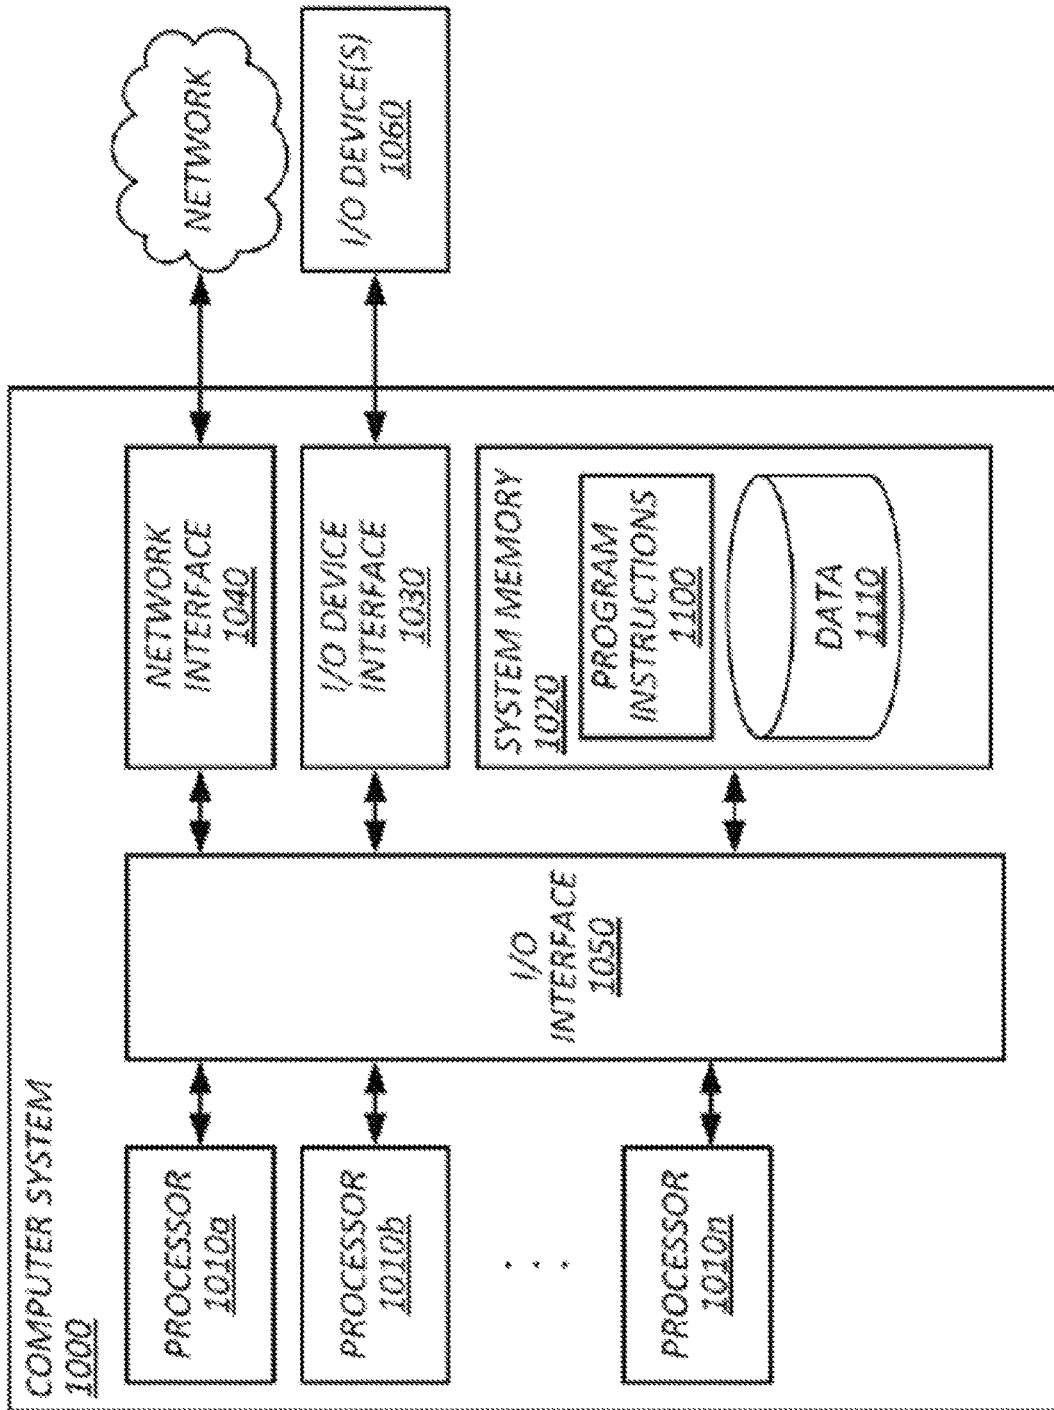 COMPUTER SYSTEM
1000
PROCESSOR
1010a
PROCESSOR
1010b
. . .
PROCESSOR
1010n
I/O
INTERFACE
1050
NETWORK
INTERFACE
1040
I/O DEVICE
INTERFACE
1030
SYSTEM MEMORY
1020
PROGRAM
INSTRUCTIONS
1100
DATA
1110
NETWORK
I/O DEVICE(S)
1060